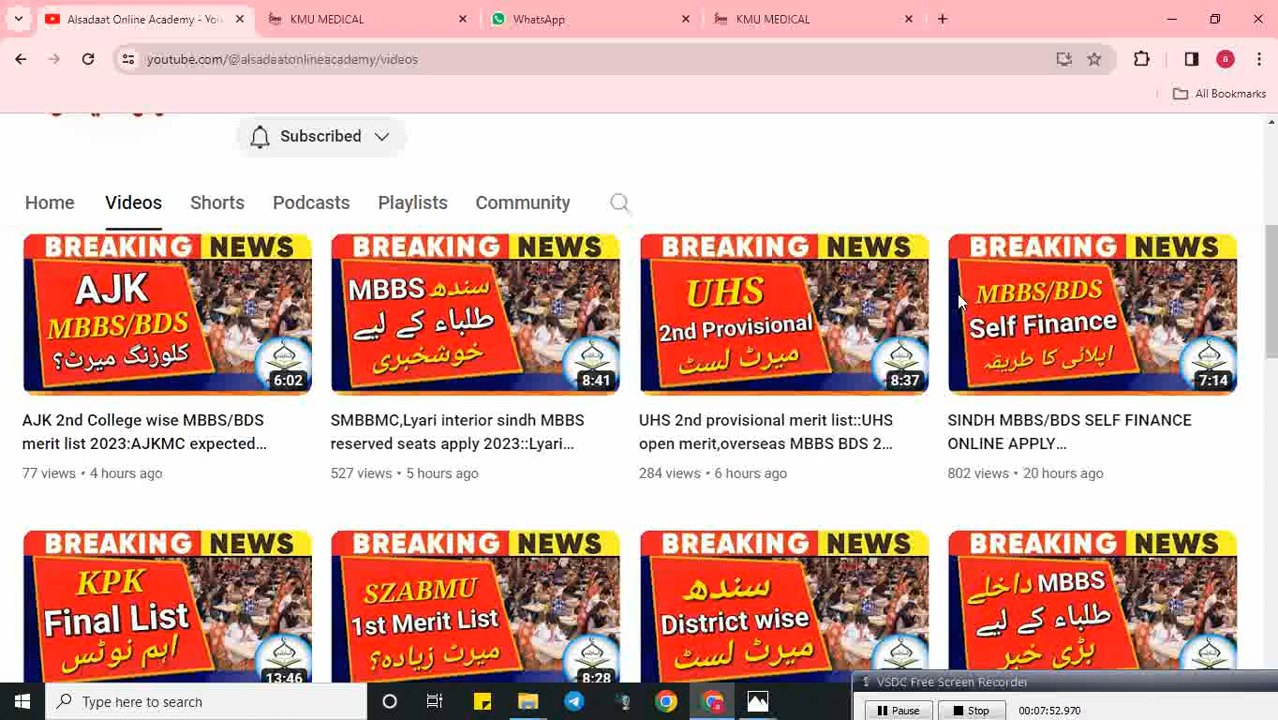 Alsadaat Online Academy - You
KMU MEDICAL
WhatsApp
KMU MEDICAL
youtube.com/@alsadaatonlineacademy/videos
8
All Bookmarks
Subscribed
Home Videos Shorts Podcasts Playlists Community
BREAKING NEWS
AJK
MBBS/BDS
کلوزنگ میرٹ؟
6:02
BREAKING NEWS
سندھ MBBS
طلباء کے لیے
خوشخبری
8:41
BREAKING NEWS
UHS
2nd Provisional
میرٹ لسٹ
8:37
BREAKING NEWS
MBBS/BDS
Self Finance
اپلائی کا طریقہ
7:14
AJK 2nd College wise MBBS/BDS
merit list 2023:AJKMC expected...
77 views • 4 hours ago
SMBBMC,Lyari interior sindh MBBS
reserved seats apply 2023::Lyari...
527 views • 5 hours ago
UHS 2nd provisional merit list::UHS
open merit,overseas MBBS BDS 2...
284 views • 6 hours ago
SINDH MBBS/BDS SELF FINANCE
ONLINE APPLY...
802 views • 20 hours ago
BREAKING NEWS
KPK
Final List
اہم نوٹس
13:46
BREAKING NEWS
SZABMU
1st Merit List
میرٹ زیادہ؟
8:28
BREAKING NEWS
سندھ
District wise
میرٹ لسٹ
BREAKING NEWS
MBBS داخلے
طلباء کے لیے
بڑی خبر
Type here to search
VSDC Free Screen Recorder
Pause
Stop
00:07:52.970